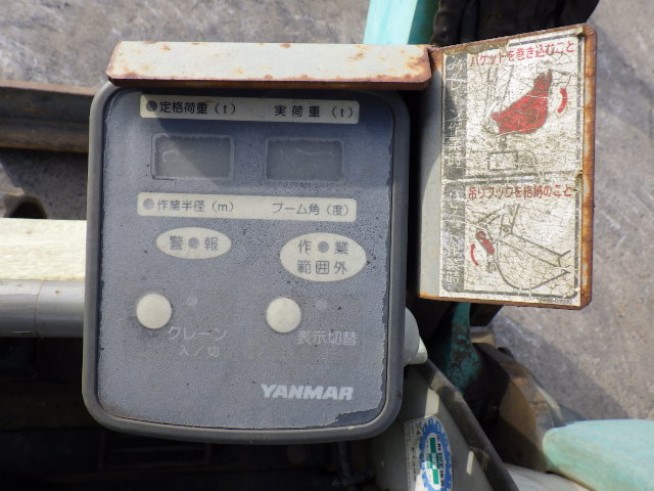 定格荷重(t) 実荷重(t)
作業半径(m) ブーム角(度)
警報
作業
範囲外
クレーン
入/切
表示切替
YANMAR
バケットを巻き込むこと
吊りフックを格納のこと